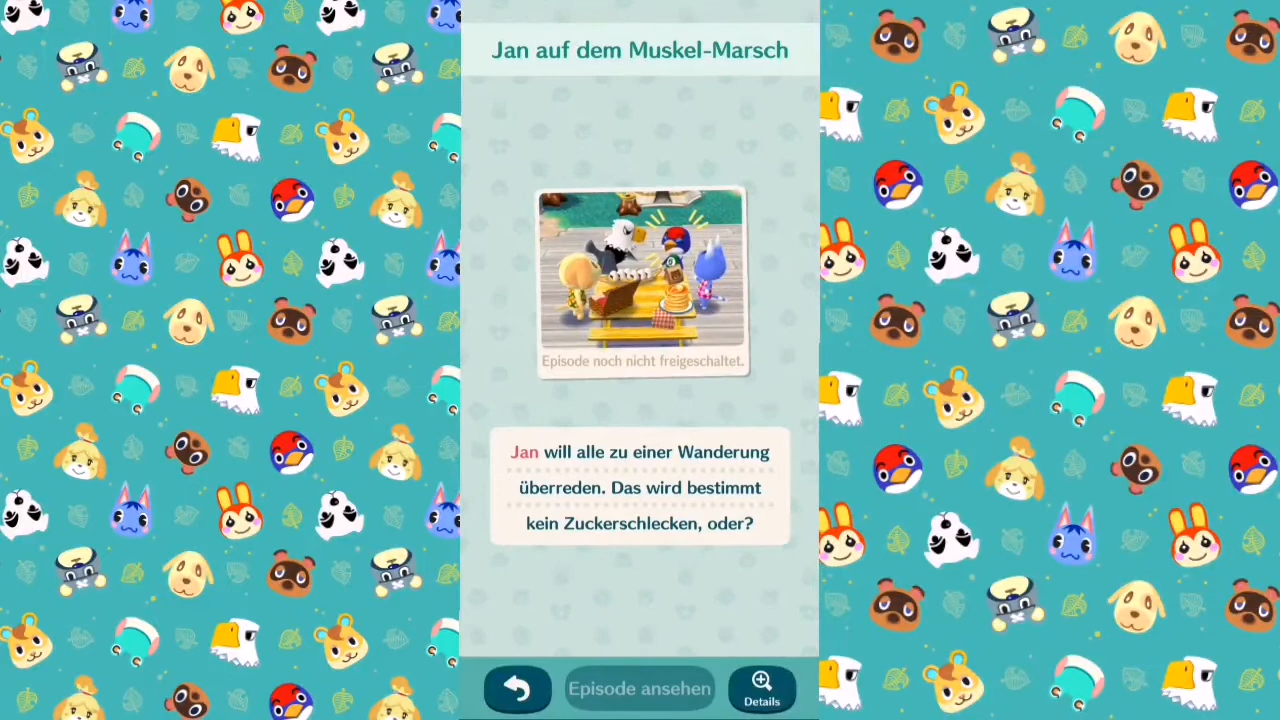 Jan auf dem Muskel-Marsch
Episode noch nicht freigeschaltet.
Jan will alle zu einer Wanderung
überreden. Das wird bestimmt
kein Zuckerschlecken, oder?
Episode ansehen
Details